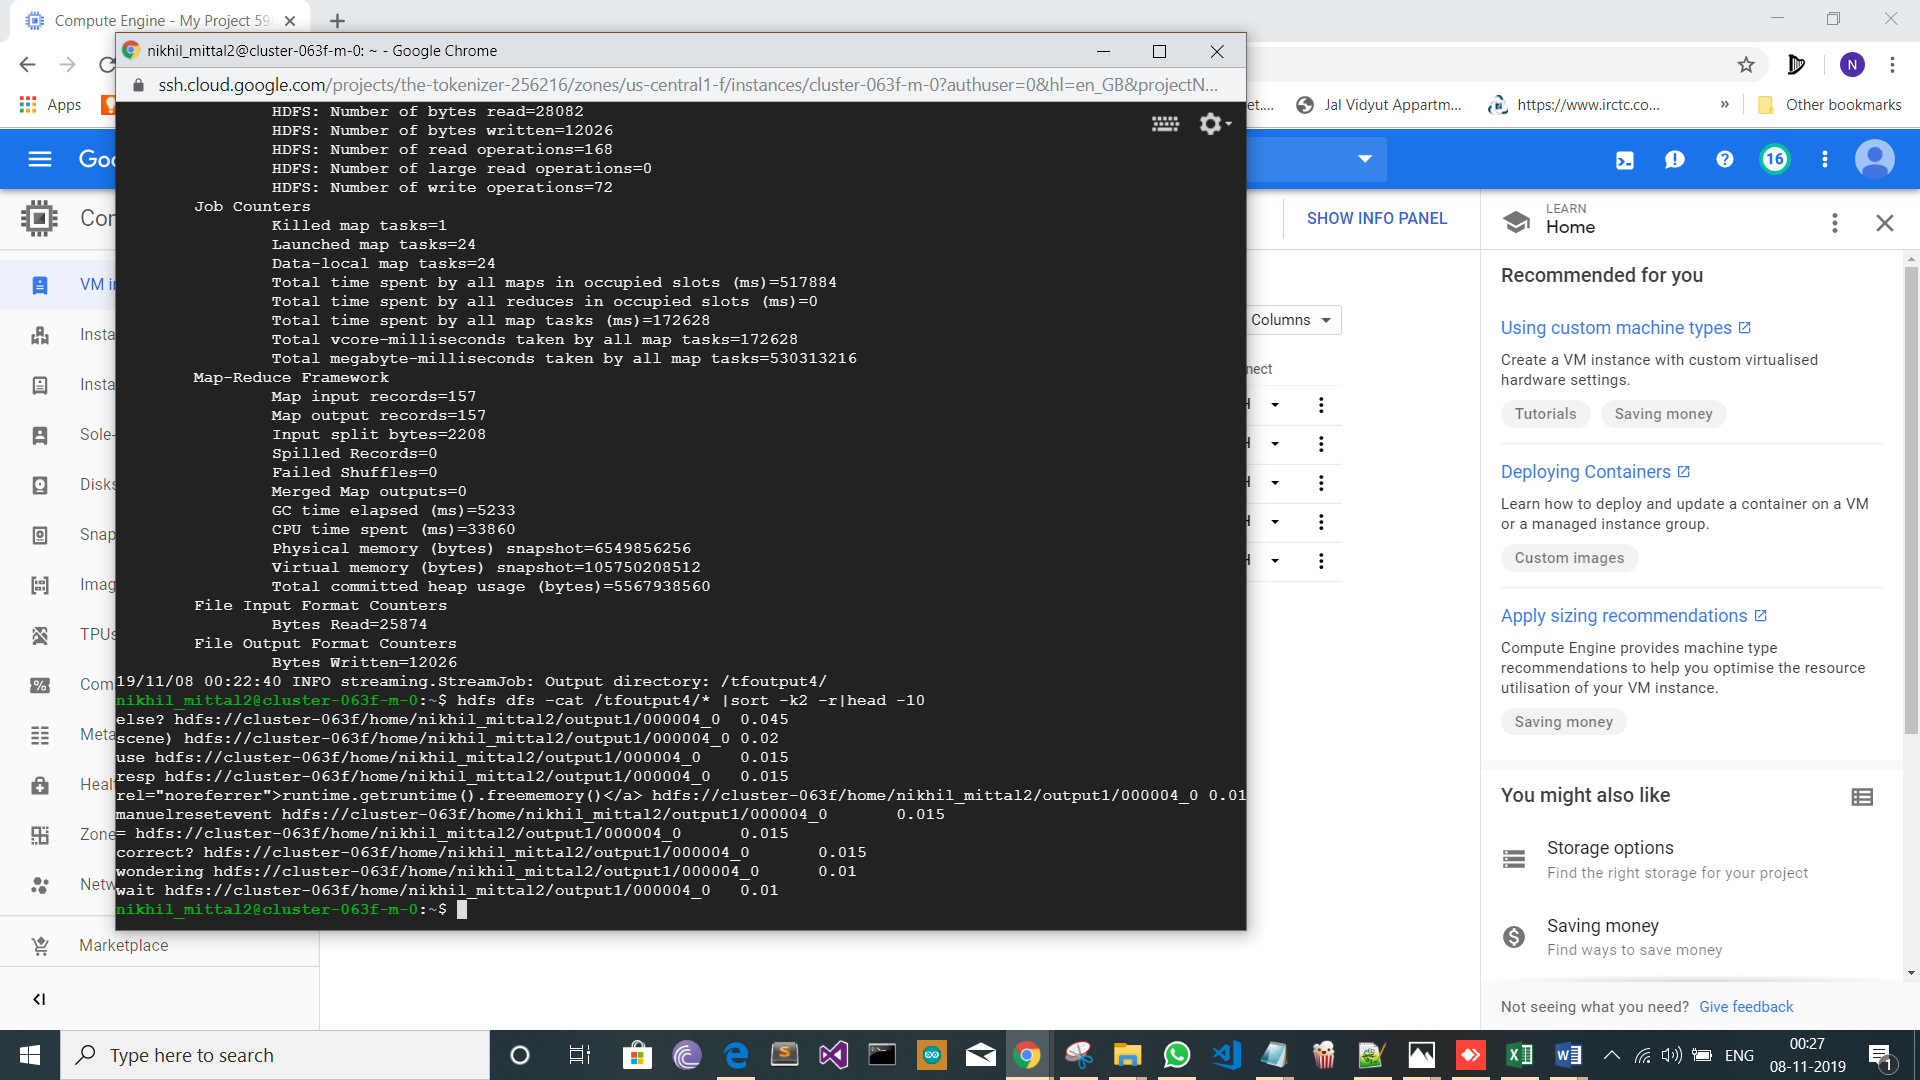 Compute Engine - My Project 59
nikhil_mittal2@cluster-063f-m-0: ~ - Google Chrome
ssh.cloud.google.com/projects/the-tokenizer-256216/zones/us-central1-f/instances/cluster-063f-m-0?authuser=0&hl=en_GB&projectN...
N
Apps
et....
Jal Vidyut Appartm...
https://www.irctc.co...
»
Other bookmarks
Goo
16
Con
SHOW INFO PANEL
LEARN
Home
VM in
Insta
Insta
Sole-
Disks
Snap
Imag
TPUs
Com
Meta
Healt
Zone
Netw
Marketplace
HDFS: Number of bytes read=28082
HDFS: Number of bytes written=12026
HDFS: Number of read operations=168
HDFS: Number of large read operations=0
HDFS: Number of write operations=72
Job Counters
Killed map tasks=1
Launched map tasks=24
Data-local map tasks=24
Total time spent by all maps in occupied slots (ms)=517884
Total time spent by all reduces in occupied slots (ms)=0
Total time spent by all map tasks (ms)=172628
Total vcore-milliseconds taken by all map tasks=172628
Total megabyte-milliseconds taken by all map tasks=530313216
Map-Reduce Framework
Map input records=157
Map output records=157
Input split bytes=2208
Spilled Records=0
Failed Shuffles=0
Merged Map outputs=0
GC time elapsed (ms)=5233
CPU time spent (ms)=33860
Physical memory (bytes) snapshot=6549856256
Virtual memory (bytes) snapshot=105750208512
Total committed heap usage (bytes)=5567938560
File Input Format Counters
Bytes Read=25874
File Output Format Counters
Bytes Written=12026
19/11/08 00:22:40 INFO streaming.StreamJob: Output directory: /tfoutput4/
nikhil_mittal2@cluster-063f-m-0:~$ hdfs dfs -cat /tfoutput4/* |sort -k2 -r|head -10
else? hdfs://cluster-063f/home/nikhil_mittal2/output1/000004_0 0.045
scene) hdfs://cluster-063f/home/nikhil_mittal2/output1/000004_0 0.02
use hdfs://cluster-063f/home/nikhil_mittal2/output1/000004_0 0.015
resp hdfs://cluster-063f/home/nikhil_mittal2/output1/000004_0 0.015
rel="noreferrer">runtime.getruntime().freememory()</a> hdfs://cluster-063f/home/nikhil_mittal2/output1/000004_0 0.01
manuelresetevent hdfs://cluster-063f/home/nikhil_mittal2/output1/000004_0 0.015
= hdfs://cluster-063f/home/nikhil_mittal2/output1/000004_0 0.015
correct? hdfs://cluster-063f/home/nikhil_mittal2/output1/000004_0 0.015
wondering hdfs://cluster-063f/home/nikhil_mittal2/output1/000004_0 0.01
wait hdfs://cluster-063f/home/nikhil_mittal2/output1/000004_0 0.01
nikhil_mittal2@cluster-063f-m-0:~$
Columns
nect
Recommended for you
Using custom machine types
Create a VM instance with custom virtualised
hardware settings.
Tutorials
Saving money
Deploying Containers
Learn how to deploy and update a container on a VM
or a managed instance group.
Custom images
Apply sizing recommendations
Compute Engine provides machine type
recommendations to help you optimise the resource
utilisation of your VM instance.
Saving money
You might also like
Storage options
Find the right storage for your project
Saving money
Find ways to save money
Not seeing what you need? Give feedback
Type here to search
ENG
00:27
08-11-2019
1